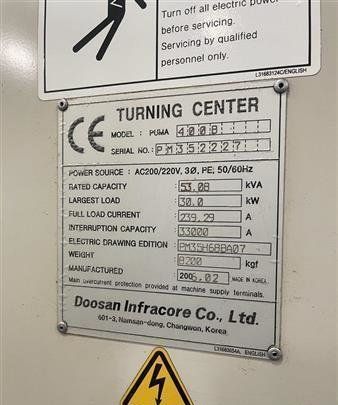 Turn off all electric power
before servicing.
Servicing by qualified
personnel only.
L31683124C/ENGLISH
CE TURNING CENTER
MODEL: PUMA 400B
SERIAL NO.: PM352227
POWER SOURCE : AC200/220V, 3Ø, PE, 50/60Hz
RATED CAPACITY 53.08 kVA
LARGEST LOAD 30.0 kW
FULL LOAD CURRENT 239.29 A
INTERRUPTION CAPACITY 33000 A
ELECTRIC DRAWING EDITION PM35H68BA07
WEIGHT 8200 kgf
MANUFACTURED 2006.02 MADE IN KOREA
Main overcurrent protection provided at machine supply terminals.
Doosan Infracore Co., Ltd.
601-3, Namsan-dong, Changwon, Korea